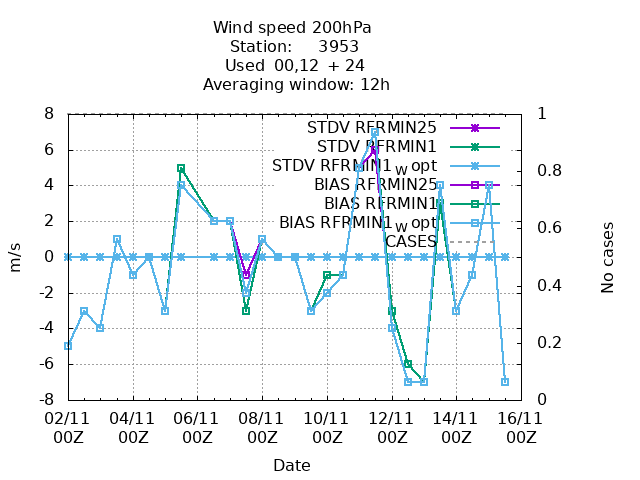 Wind speed 200hPa
Station: 3953
Used 00,12 + 24
Averaging window: 12h
8
6
4
2
0
-2
-4
-6
-8
m/s
1
0.8
0.6
0.4
0.2
0
No cases
STDV RFRMIN25
STDV RFRMIN1
STDV RFRMIN1_w opt
BIAS RFRMIN25
BIAS RFRMIN1
BIAS RFRMIN1_w opt
CASES
02/11 04/11 06/11 08/11 10/11 12/11 14/11 16/11
00Z 00Z 00Z 00Z 00Z 00Z 00Z 00Z
Date